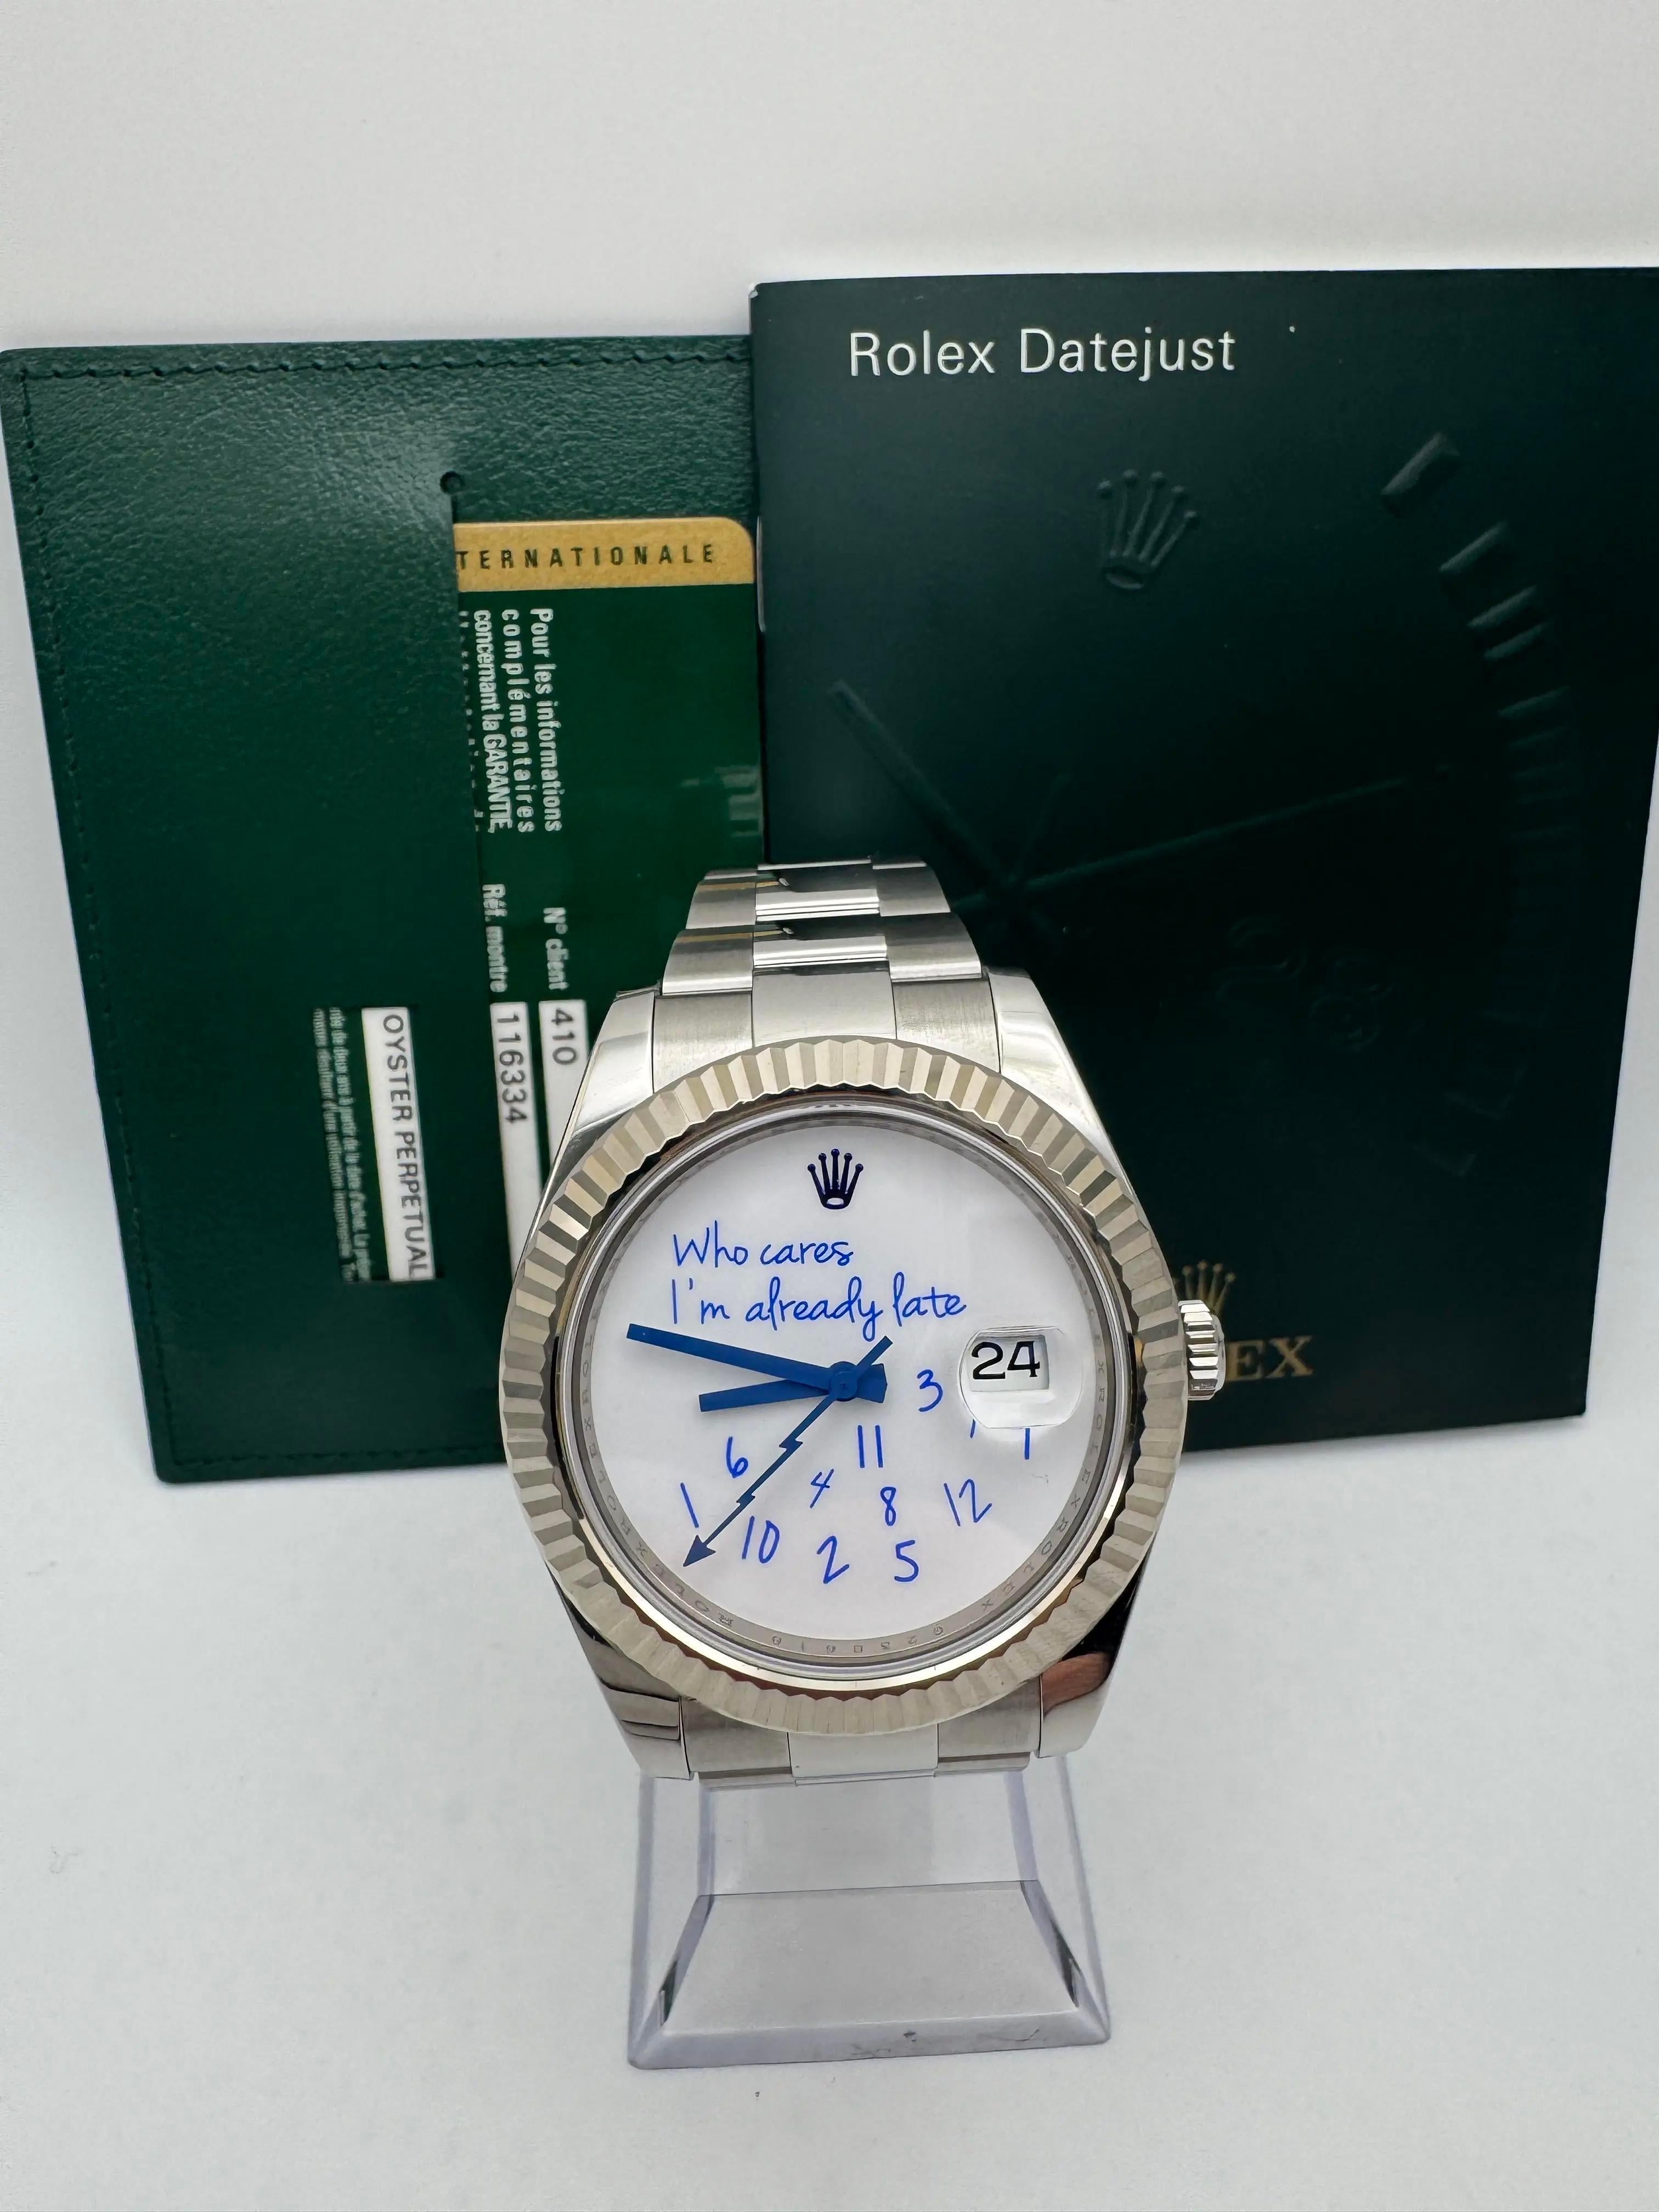 Rolex Datejust
TERNATIONALE
Pour les informations
complémentaires
concernant la GARANTIE,
N° client 410
Réf. montre 116334
OYSTER PERPETUAL
Who cares
I'm already late
24
3
11
6
1
4
8
12
10
2
5
EX